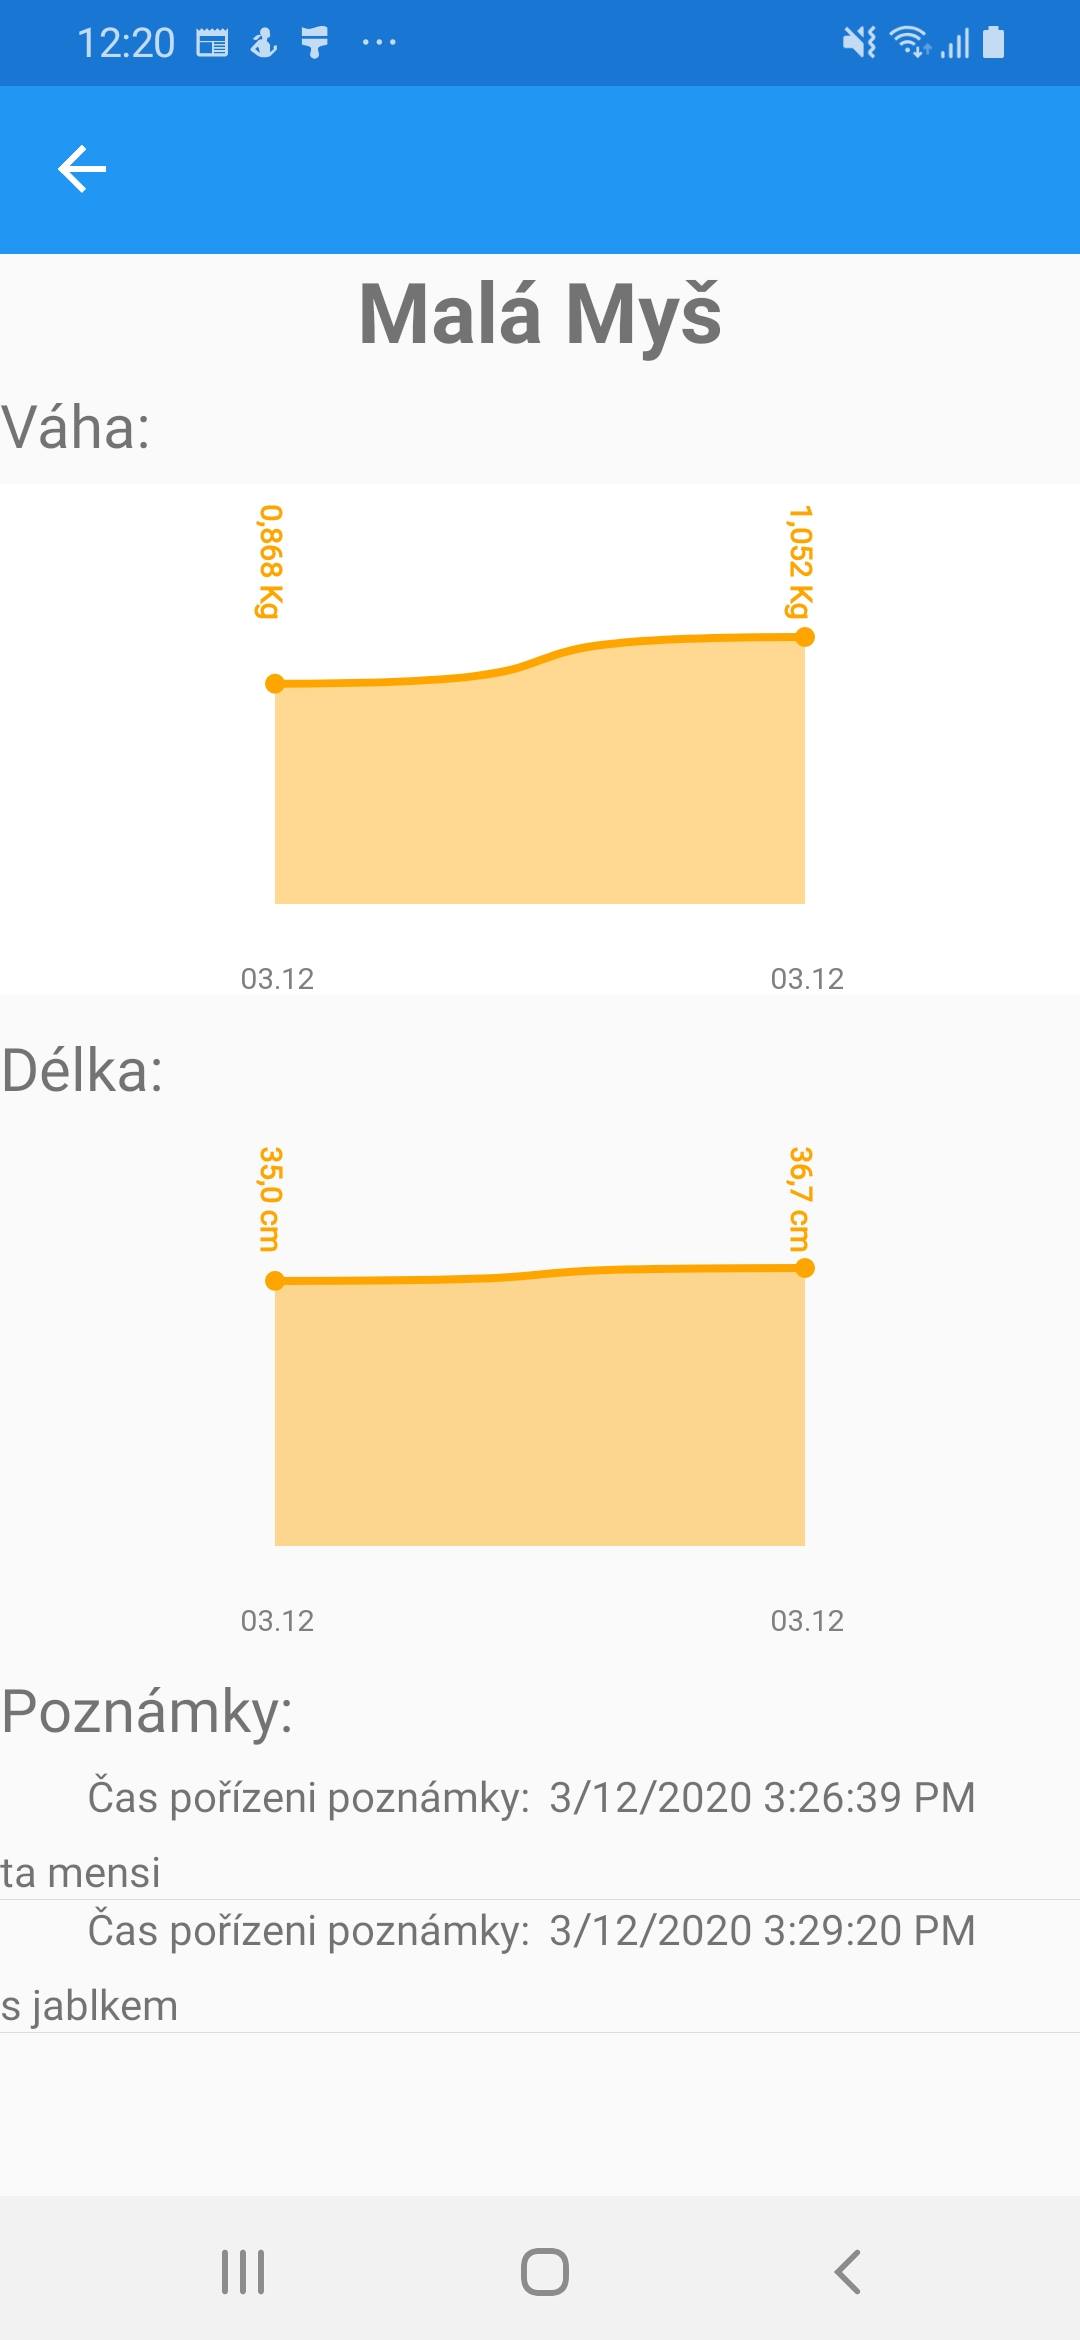 12:20
Malá Myš
Váha:
0,868 Kg
1,052 Kg
03.12 03.12
Délka:
35,0 cm
36,7 cm
03.12 03.12
Poznámky:
Čas pořízeni poznámky: 3/12/2020 3:26:39 PM
ta mensi
Čas pořízeni poznámky: 3/12/2020 3:29:20 PM
s jablkem